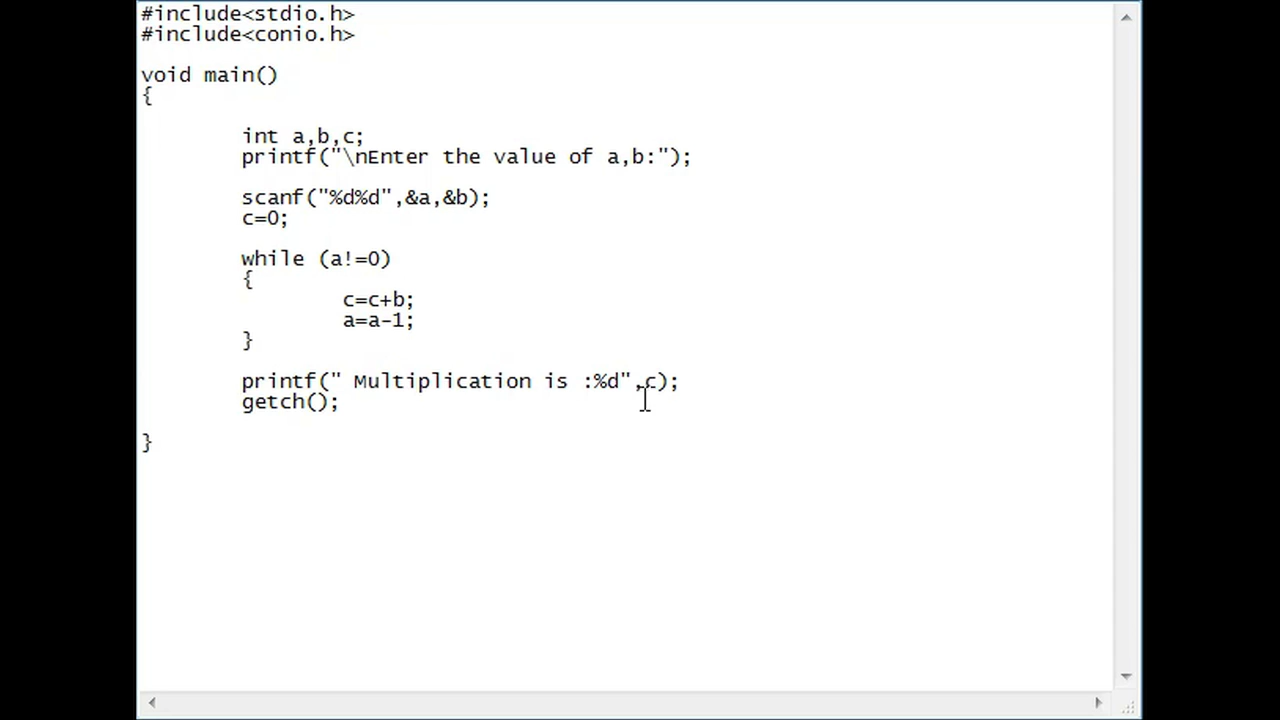 #include<stdio.h>
#include<conio.h>
void main()
{
int a,b,c;
printf("\nEnter the value of a,b:");
scanf("%d%d",&a,&b);
c=0;
while (a!=0)
{
c=c+b;
a=a-1;
}
printf(" Multiplication is :%d",c);
getch();
}